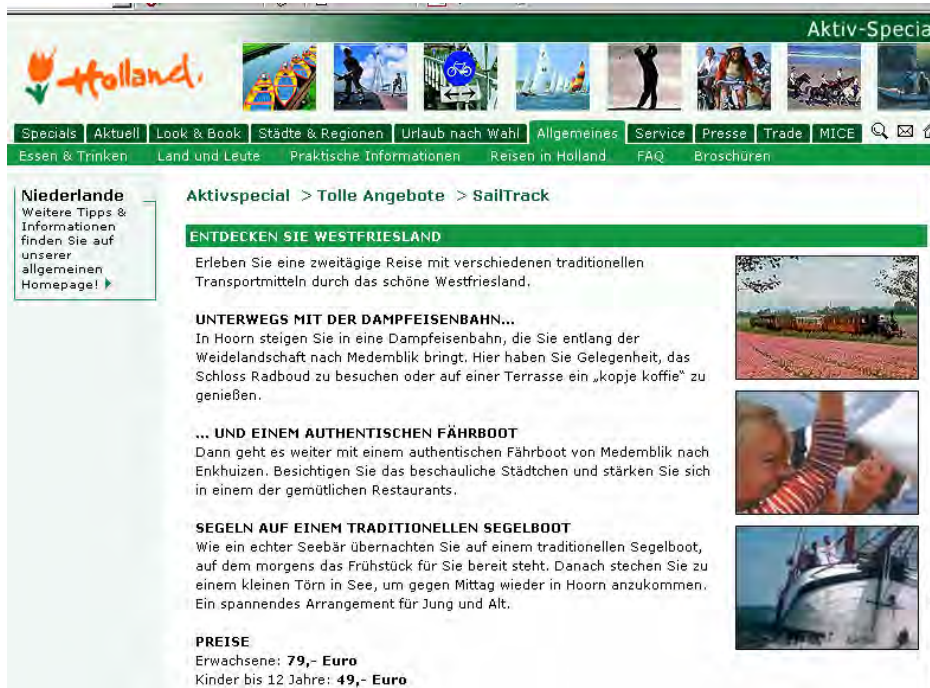 Aktiv-Specia
Holland.
Specials Aktuell Look & Book Städte & Regionen Urlaub nach Wahl Allgemeines Service Presse Trade MICE
Essen & Trinken Land und Leute Praktische Informationen Reisen in Holland FAQ Broschüren
Niederlande
Weitere Tipps &
Informationen
finden Sie auf
unserer
allgemeinen
Homepage!
Aktivspecial > Tolle Angebote > SailTrack
ENTDECKEN SIE WESTFRIESLAND
Erleben Sie eine zweitägige Reise mit verschiedenen traditionellen
Transportmitteln durch das schöne Westfriesland.
UNTERWEGS MIT DER DAMPFEISENBAHN...
In Hoorn steigen Sie in eine Dampfeisenbahn, die Sie entlang der
Weidelandschaft nach Medemblik bringt. Hier haben Sie Gelegenheit, das
Schloss Radboud zu besuchen oder auf einer Terrasse ein „kopje koffie" zu
genießen.
... UND EINEM AUTHENTISCHEN FÄHRBOOT
Dann geht es weiter mit einem authentischen Fährboot von Medemblik nach
Enkhuizen. Besichtigen Sie das beschauliche Städtchen und stärken Sie sich
in einem der gemütlichen Restaurants.
SEGELN AUF EINEM TRADITIONELLEN SEGELBOOT
Wie ein echter Seebär übernachten Sie auf einem traditionellen Segelboot,
auf dem morgens das Frühstück für Sie bereit steht. Danach stechen Sie zu
einem kleinen Törn in See, um gegen Mittag wieder in Hoorn anzukommen.
Ein spannendes Arrangement für Jung und Alt.
PREISE
Erwachsene: 79,- Euro
Kinder bis 12 Jahre: 49,- Euro